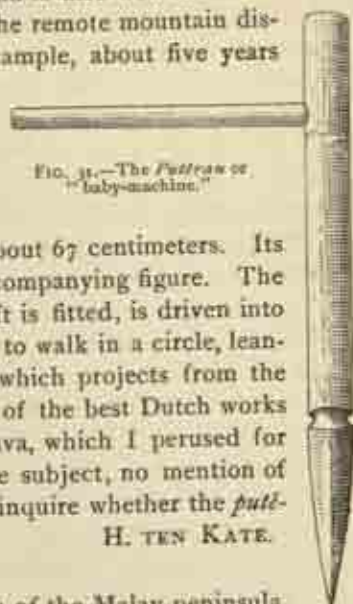 he remote mountain dis-
ample, about five years
FIG. 31.—The Puttran or
"baby-machine."
bout 67 centimeters. Its
companying figure. The
ft is fitted, is driven into
to walk in a circle, lean-
which projects from the
of the best Dutch works
va, which I perused for
e subject, no mention of
inquire whether the putt-
H. TEN KATE.
of the Malay peninsula